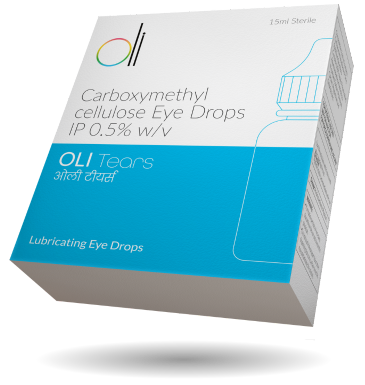 15ml Sterile
oli
Carboxymethyl
cellulose Eye Drops
IP 0.5% w/v
OLI Tears
ओली टीयर्स
Lubricating Eye Drops